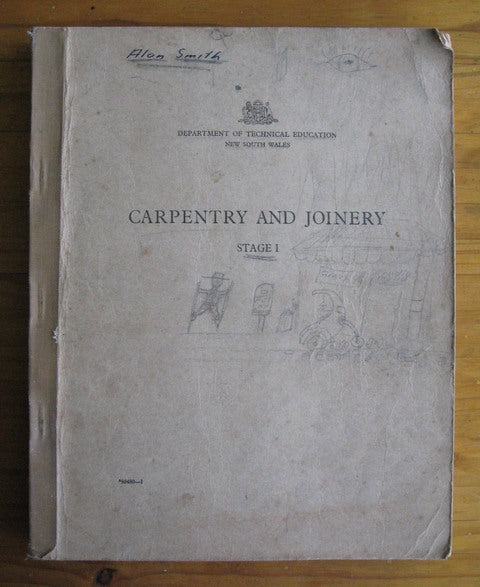 Alan Smith
DEPARTMENT OF TECHNICAL EDUCATION
NEW SOUTH WALES
CARPENTRY AND JOINERY
STAGE I